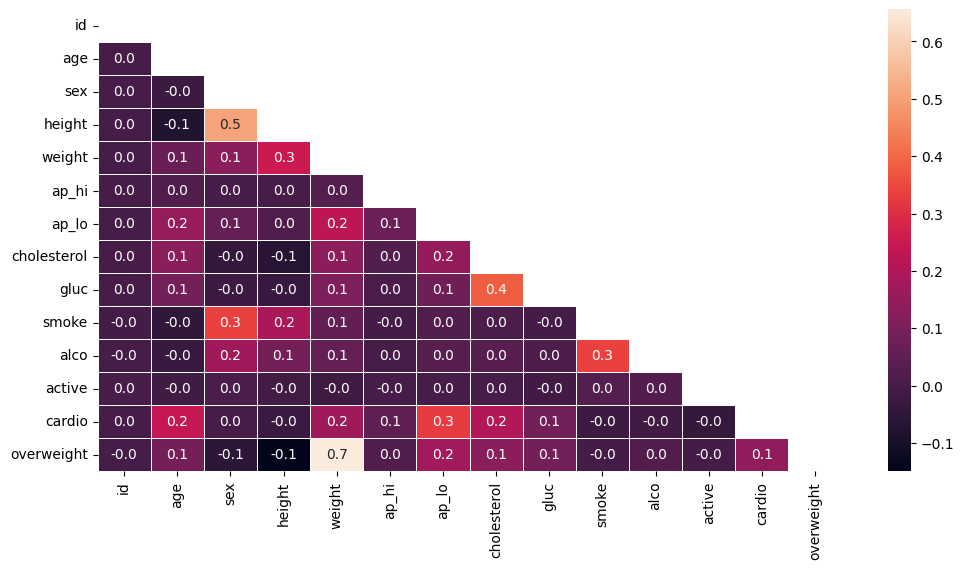 id
age 0.0
sex 0.0 -0.0
height 0.0 -0.1 0.5
weight 0.0 0.1 0.1 0.3
ap_hi 0.0 0.0 0.0 0.0 0.0
ap_lo 0.0 0.2 0.1 0.0 0.2 0.1
cholesterol 0.0 0.1 -0.0 -0.1 0.1 0.0 0.2
gluc 0.0 0.1 -0.0 -0.0 0.1 0.0 0.1 0.4
smoke -0.0 -0.0 0.3 0.2 0.1 -0.0 0.0 0.0 -0.0
alco -0.0 -0.0 0.2 0.1 0.1 0.0 0.0 0.0 0.0 0.3
active 0.0 -0.0 0.0 -0.0 -0.0 -0.0 0.0 0.0 -0.0 0.0 0.0
cardio 0.0 0.2 0.0 -0.0 0.2 0.1 0.3 0.2 0.1 -0.0 -0.0 -0.0
overweight -0.0 0.1 -0.1 -0.1 0.7 0.0 0.2 0.1 0.1 -0.0 0.0 -0.0 0.1
id age sex height weight ap_hi ap_lo cholesterol gluc smoke alco active cardio overweight
0.6
0.5
0.4
0.3
0.2
0.1
0.0
−0.1